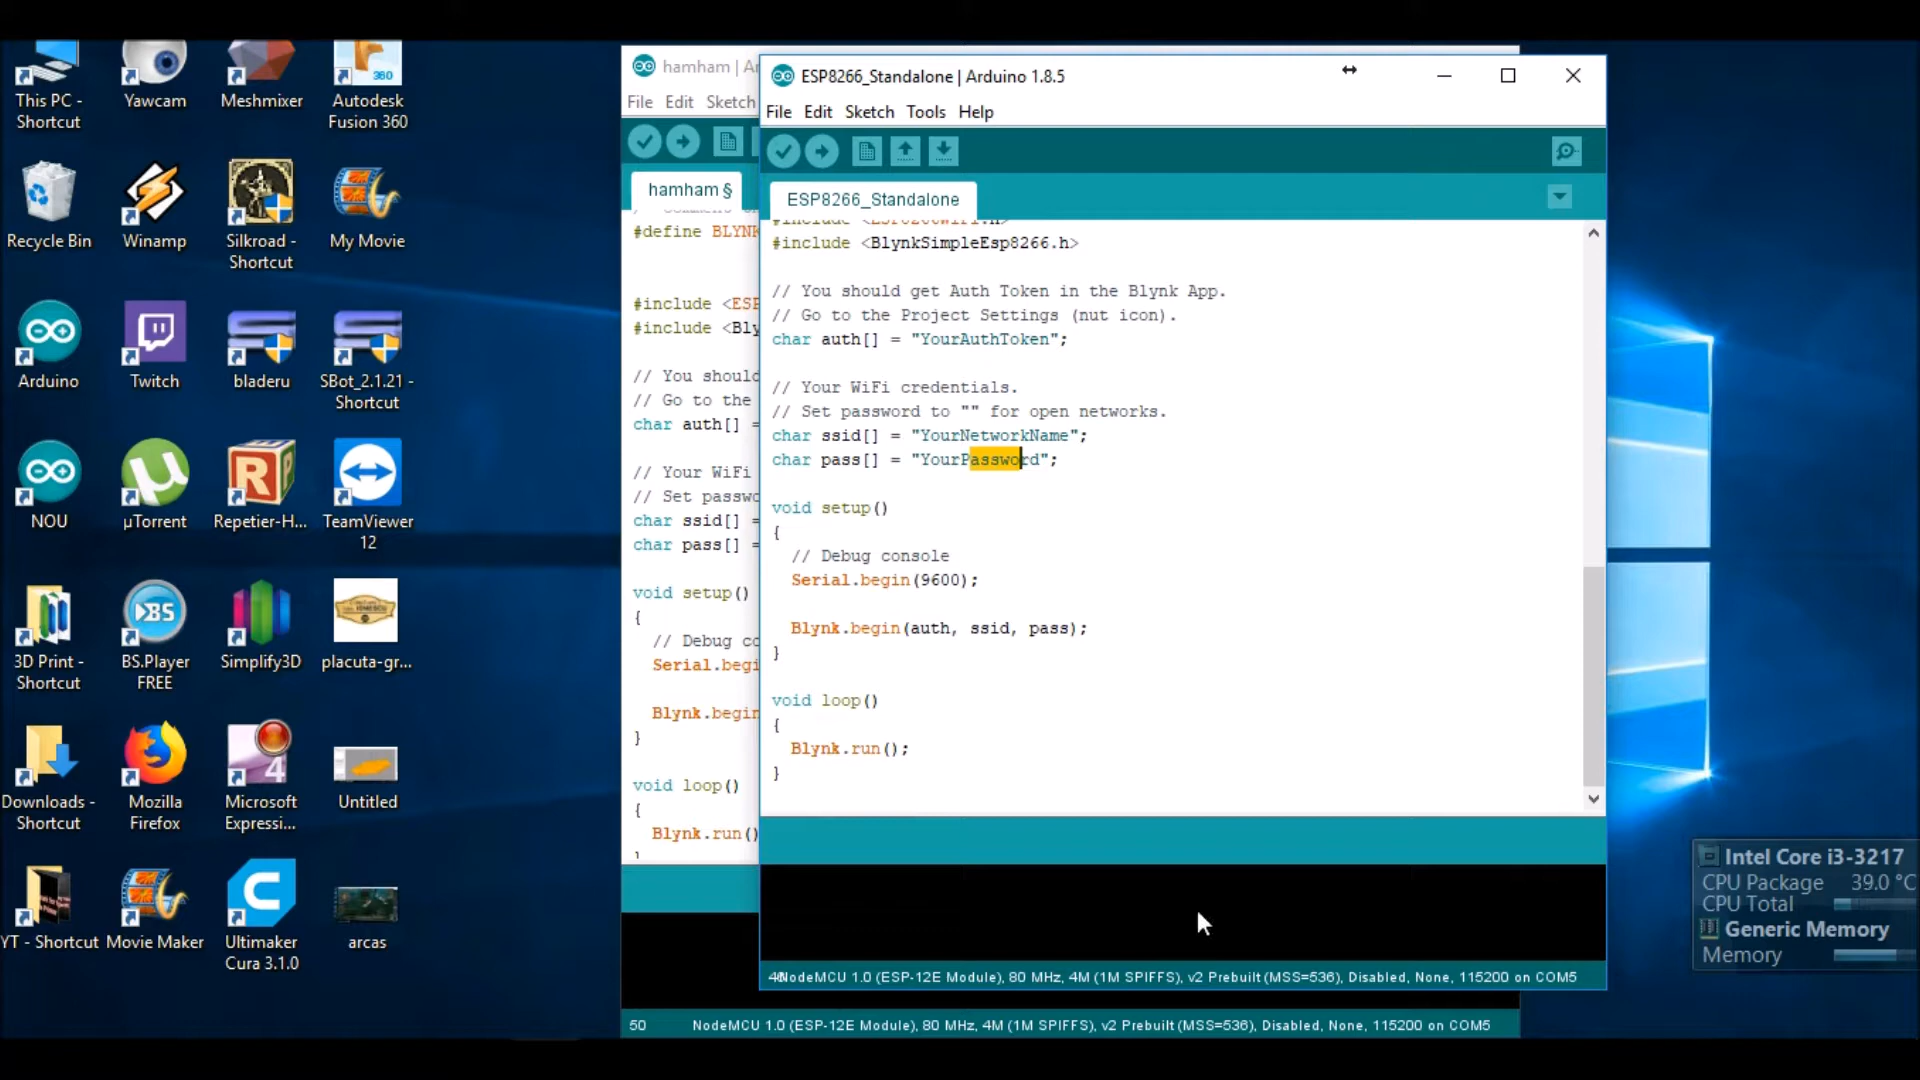 This PC -
Shortcut
Yawcam
Meshmixer
360
Autodesk
Fusion 360
Recycle Bin
Winamp
Silkroad -
Shortcut
My Movie
Arduino
Twitch
bladeru
SBot_2.1.21 -
Shortcut
NOU
µTorrent
Repetier-H...
TeamViewer
12
3D Print -
Shortcut
BS
BS.Player
FREE
Simplify3D
placuta-gr...
Downloads -
Shortcut
Mozilla
Firefox
4
Microsoft
Expressi...
Untitled
YT - Shortcut
Movie Maker
Ultimaker
Cura 3.1.0
arcas
hamham | Ar
File Edit Sketch
hamham §
#define BLYNK
#include <ESP
#include <Bly
// You should
// Go to the
char auth[] =
// Your WiFi
// Set passwo
char ssid[] =
char pass[] =
void setup()
{
// Debug co
Serial.begi
Blynk.begin
}
void loop()
{
Blynk.run()
50
NodeMCU 1.0 (ESP-12E Module), 80 MHz, 4M (1M SPIFFS), v2 Prebuilt (MSS=536), Disabled, None, 115200 on COM5
ESP8266_Standalone | Arduino 1.8.5
File Edit Sketch Tools Help
ESP8266_Standalone
#include <ESP8266WiFi.h>
#include <BlynkSimpleEsp8266.h>
// You should get Auth Token in the Blynk App.
// Go to the Project Settings (nut icon).
char auth[] = "YourAuthToken";
// Your WiFi credentials.
// Set password to "" for open networks.
char ssid[] = "YourNetworkName";
char pass[] = "YourPassword";
void setup()
{
// Debug console
Serial.begin(9600);
Blynk.begin(auth, ssid, pass);
}
void loop()
{
Blynk.run();
}
NodeMCU 1.0 (ESP-12E Module), 80 MHz, 4M (1M SPIFFS), v2 Prebuilt (MSS=536), Disabled, None, 115200 on COM5
Intel Core i3-3217
CPU Package 39.0 °C
CPU Total
Generic Memory
Memory